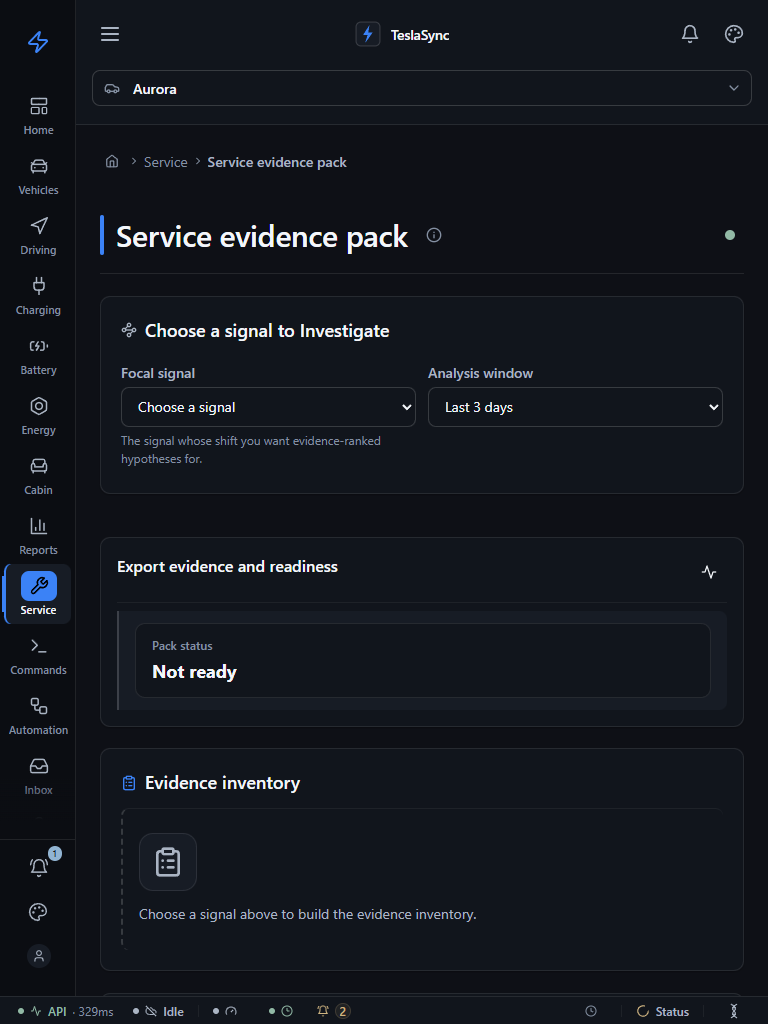 TeslaSync
Aurora
Home
Vehicles
Driving
Charging
Battery
Energy
Cabin
Reports
Service
Commands
Automation
Inbox
1
Service
Service evidence pack
Service evidence pack
Choose a signal to Investigate
Focal signal
Analysis window
Choose a signal
Last 3 days
The signal whose shift you want evidence-ranked
hypotheses for.
Export evidence and readiness
Pack status
Not ready
Evidence inventory
Choose a signal above to build the evidence inventory.
API · 329ms
Idle
2
Status